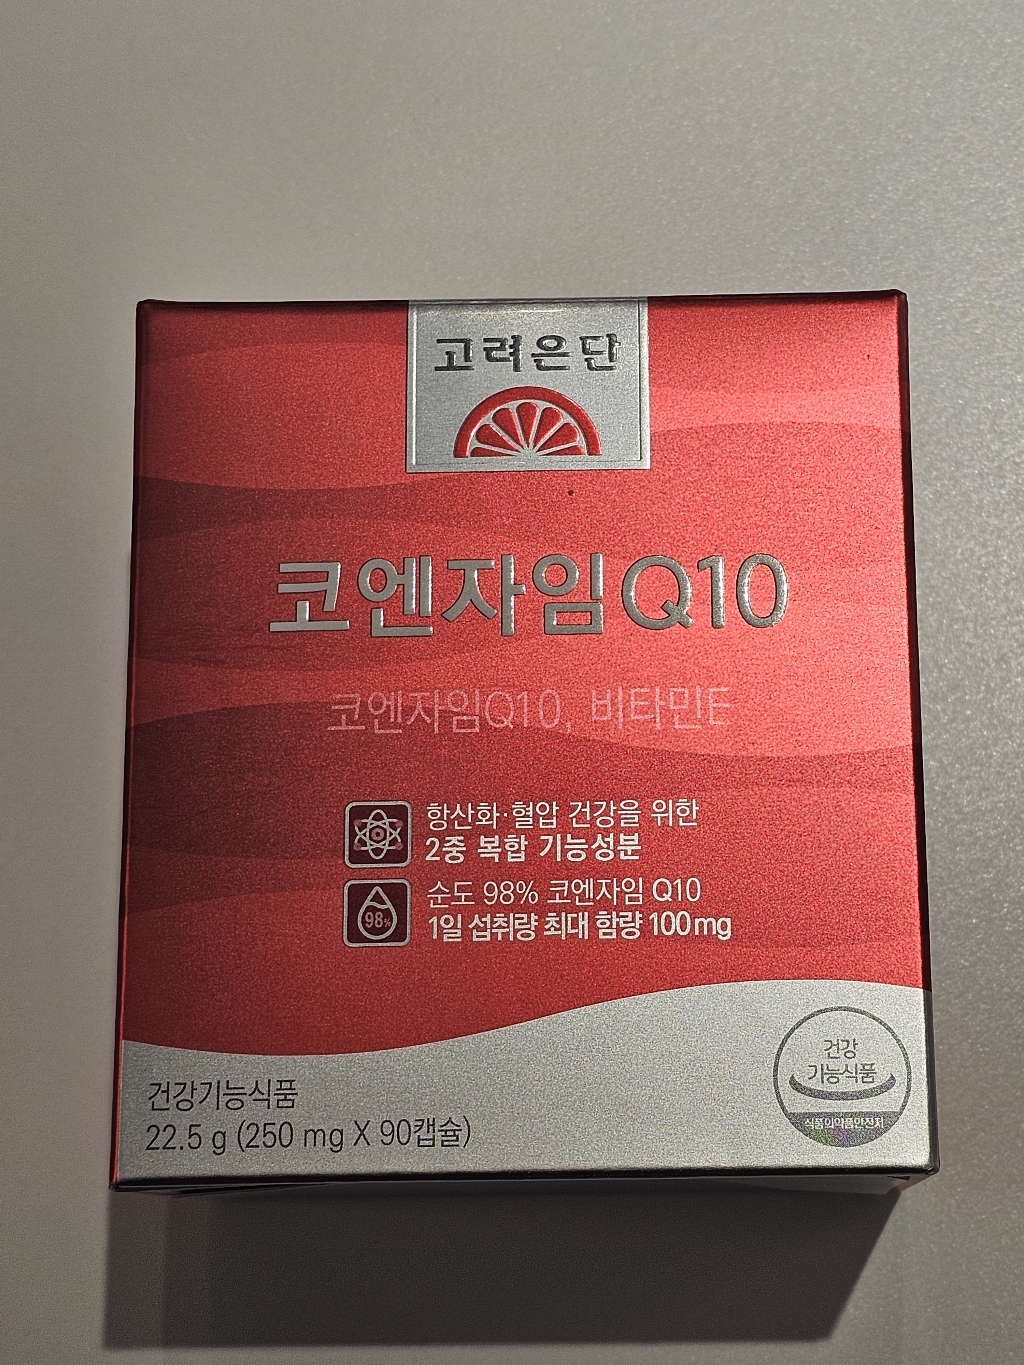 고려은단
코엔자임Q10
코엔자임Q10, 비타민E
항산화·혈압 건강을 위한
2중 복합 기능성분
98%
순도 98% 코엔자임 Q10
1일 섭취량 최대 함량 100mg
건강기능식품
22.5 g (250 mg X 90캡슐)
건강
기능식품
식품의약품안전처